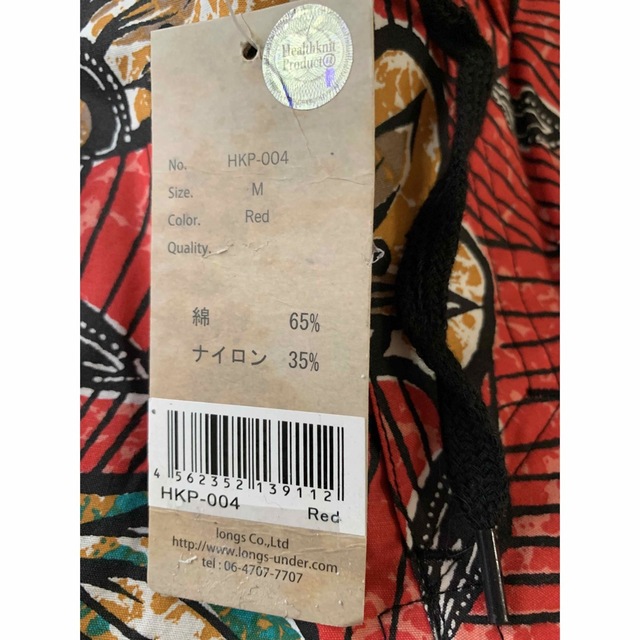 Healthknit
Product®
No. HKP-004
Size. M
Color. Red
Quality.
綿 65%
ナイロン 35%
4 562352 139112
HKP-004
Red
longs Co.,Ltd
http://www.longs-under.com
tel : 06-4707-7707